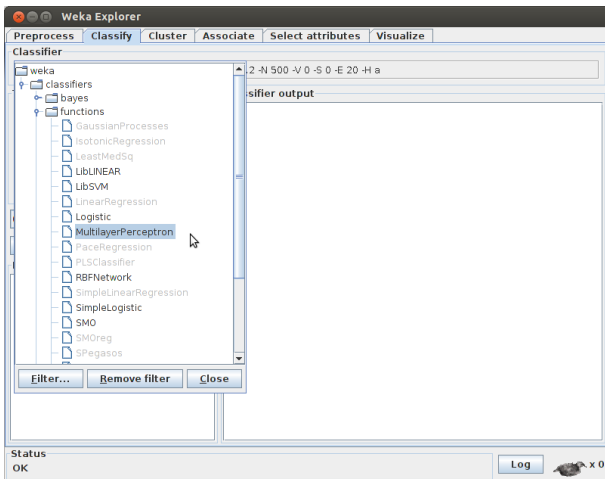 Weka Explorer
Preprocess Classify Cluster Associate Select attributes Visualize
Classifier
weka
.2 -N 500 -V 0 -S 0 -E 20 -H a
classifiers
bayes
sifier output
functions
GaussianProcesses
IsotonicRegression
LeastMedSq
LibLINEAR
LibSVM
LinearRegression
Logistic
MultilayerPerceptron
PaceRegression
PLSClassifier
RBFNetwork
SimpleLinearRegression
SimpleLogistic
SMO
SMOreg
SPegasos
Filter... Remove filter Close
Status
OK
Log x 0